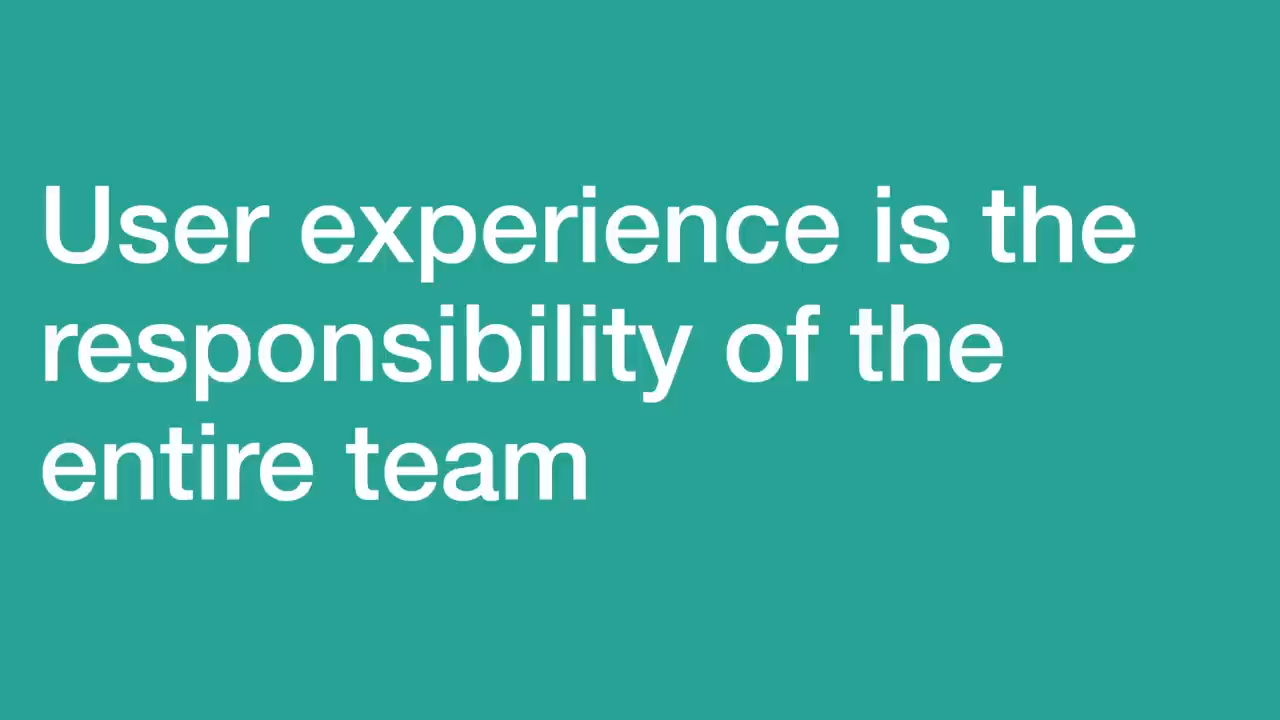 User experience is the
responsibility of the
entire team